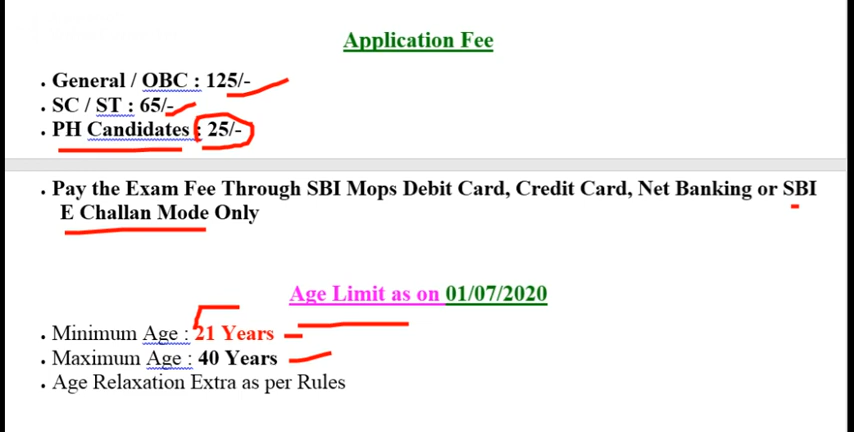 Application Fee
. General / OBC : 125/-
. SC / ST : 65/-
. PH Candidates : 25/-
. Pay the Exam Fee Through SBI Mops Debit Card, Credit Card, Net Banking or SBI
E Challan Mode Only
Age Limit as on 01/07/2020
. Minimum Age : 21 Years
. Maximum Age : 40 Years
. Age Relaxation Extra as per Rules